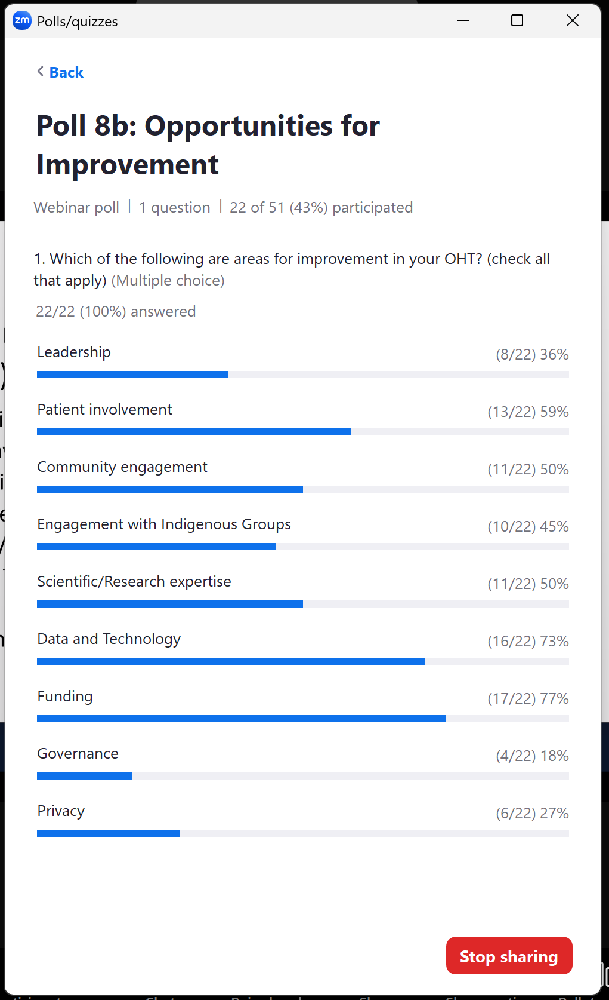 zm Polls/quizzes
Back
Poll 8b: Opportunities for
Improvement
Webinar poll | 1 question | 22 of 51 (43%) participated
1. Which of the following are areas for improvement in your OHT? (check all
that apply) (Multiple choice)
22/22 (100%) answered
Leadership (8/22) 36%
Patient involvement (13/22) 59%
Community engagement (11/22) 50%
Engagement with Indigenous Groups (10/22) 45%
Scientific/Research expertise (11/22) 50%
Data and Technology (16/22) 73%
Funding (17/22) 77%
Governance (4/22) 18%
Privacy (6/22) 27%
Stop sharing